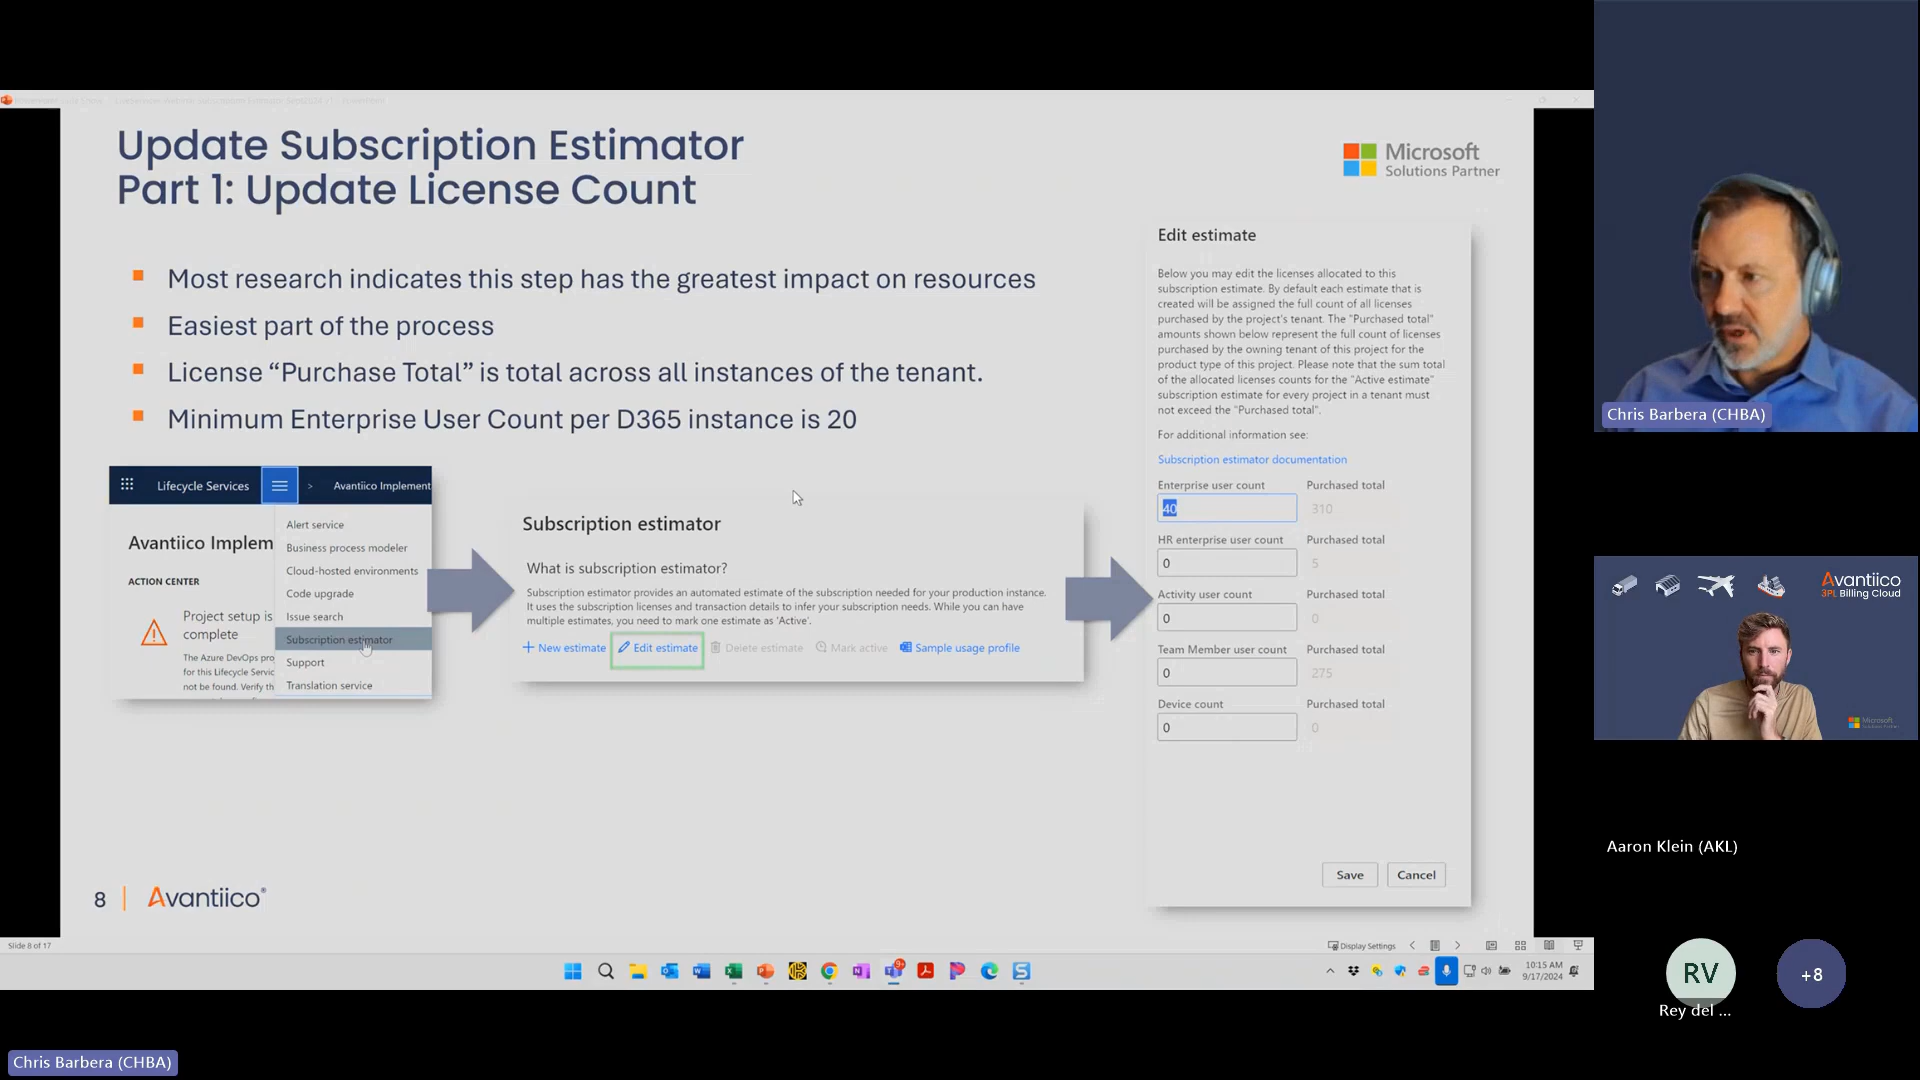 Update Subscription Estimator
Part 1: Update License Count
Microsoft
Solutions Partner
Most research indicates this step has the greatest impact on resources
Easiest part of the process
License “Purchase Total” is total across all instances of the tenant.
Minimum Enterprise User Count per D365 instance is 20
Lifecycle Services
>
Avantiico Implement
Avantiico Implem
ACTION CENTER
Project setup is
complete
The Azure DevOps pro
for this Lifecycle Servic
not be found. Verify th
Alert service
Business process modeler
Cloud-hosted environments
Code upgrade
Issue search
Subscription estimator
Support
Translation service
Subscription estimator
What is subscription estimator?
Subscription estimator provides an automated estimate of the subscription needed for your production instance.
It uses the subscription licenses and transaction details to infer your subscription needs. While you can have
multiple estimates, you need to mark one estimate as 'Active'.
New estimate
Edit estimate
Delete estimate
Mark active
Sample usage profile
Edit estimate
Below you may edit the licenses allocated to this
subscription estimate. By default each estimate that is
created will be assigned the full count of all licenses
purchased by the project's tenant. The "Purchased total"
amounts shown below represent the full count of licenses
purchased by the owning tenant of this project for the
product type of this project. Please note that the sum total
of the allocated licenses counts for the "Active estimate"
subscription estimate for every project in a tenant must
not exceed the "Purchased total".
For additional information see:
Subscription estimator documentation
Enterprise user count Purchased total
40 310
HR enterprise user count Purchased total
0 5
Activity user count Purchased total
0 0
Team Member user count Purchased total
0 275
Device count Purchased total
0 0
Save Cancel
8 Avantiico®
Slide 8 of 17
Display Settings
9+
10:15 AM
9/17/2024
Chris Barbera (CHBA)
Avantiico
3PL Billing Cloud
Microsoft
Aaron Klein (AKL)
RV
+8
Rey del ...
Chris Barbera (CHBA)